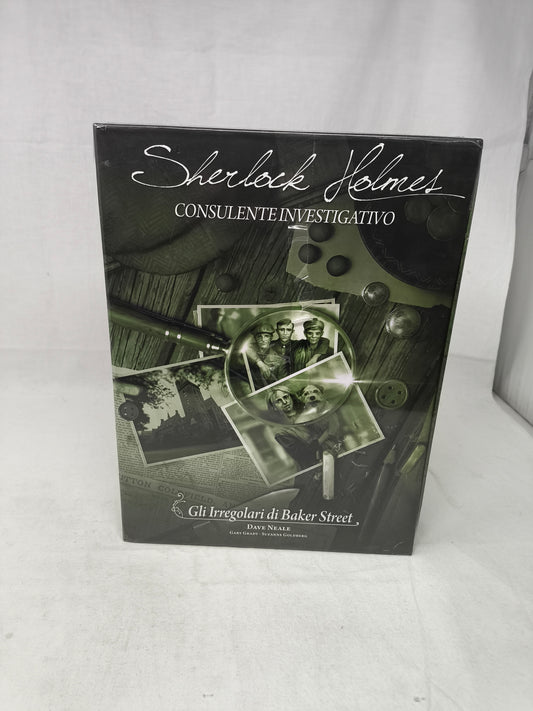 Sherlock Holmes
CONSULENTE INVESTIGATIVO
Gli Irregolari di Baker Street
DAVE NEALE
GARY GRADY · SUZANNE GOLDBERG